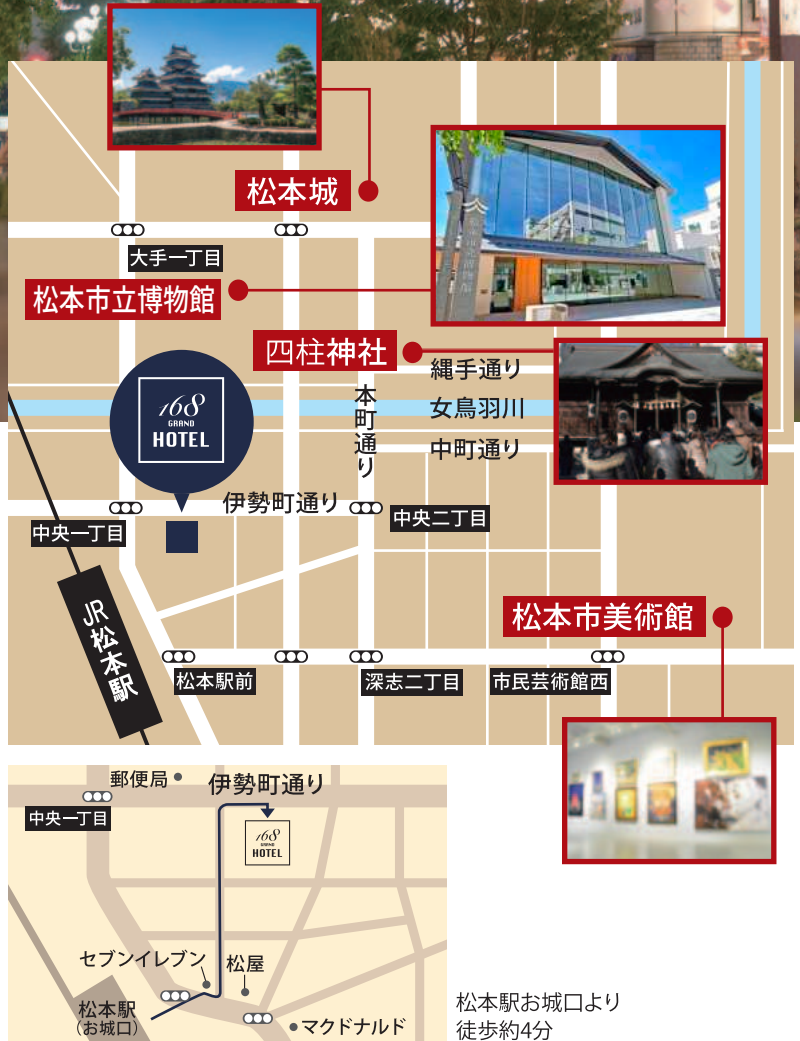 松本城
大手一丁目
松本市立博物館
四柱神社
縄手通り
本町通り
女鳥羽川
中町通り
168
GRAND
HOTEL
伊勢町通り
中央一丁目
中央二丁目
JR松本駅
松本市美術館
松本駅前
深志二丁目
市民芸術館西
郵便局
伊勢町通り
中央一丁目
168
GRAND
HOTEL
セブンイレブン
松屋
松本駅
（お城口）
マクドナルド
松本駅お城口より
徒歩約4分